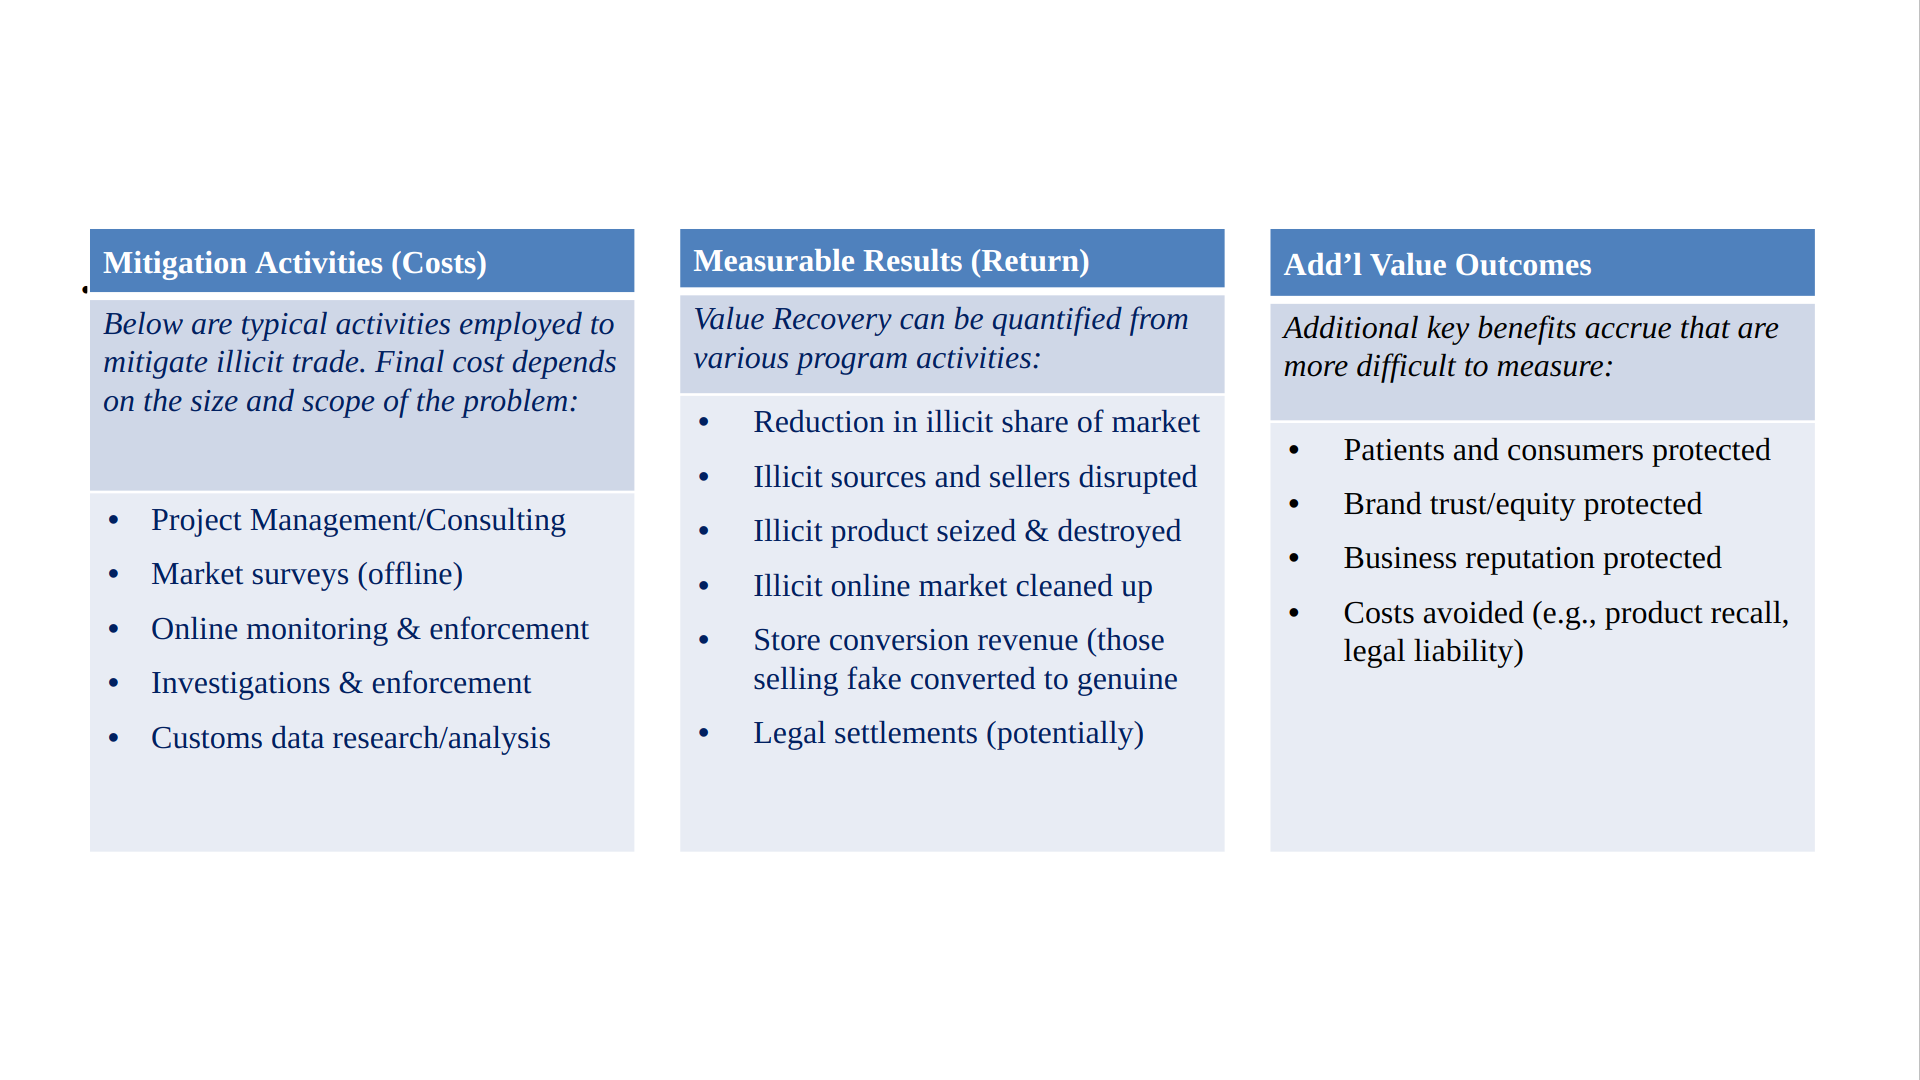 Mitigation Activities (Costs)
Below are typical activities employed to
mitigate illicit trade. Final cost depends
on the size and scope of the problem:
• Project Management/Consulting
• Market surveys (offline)
• Online monitoring & enforcement
• Investigations & enforcement
• Customs data research/analysis
Measurable Results (Return)
Value Recovery can be quantified from
various program activities:
• Reduction in illicit share of market
• Illicit sources and sellers disrupted
• Illicit product seized & destroyed
• Illicit online market cleaned up
• Store conversion revenue (those
selling fake converted to genuine
• Legal settlements (potentially)
Add’l Value Outcomes
Additional key benefits accrue that are
more difficult to measure:
• Patients and consumers protected
• Brand trust/equity protected
• Business reputation protected
• Costs avoided (e.g., product recall,
legal liability)